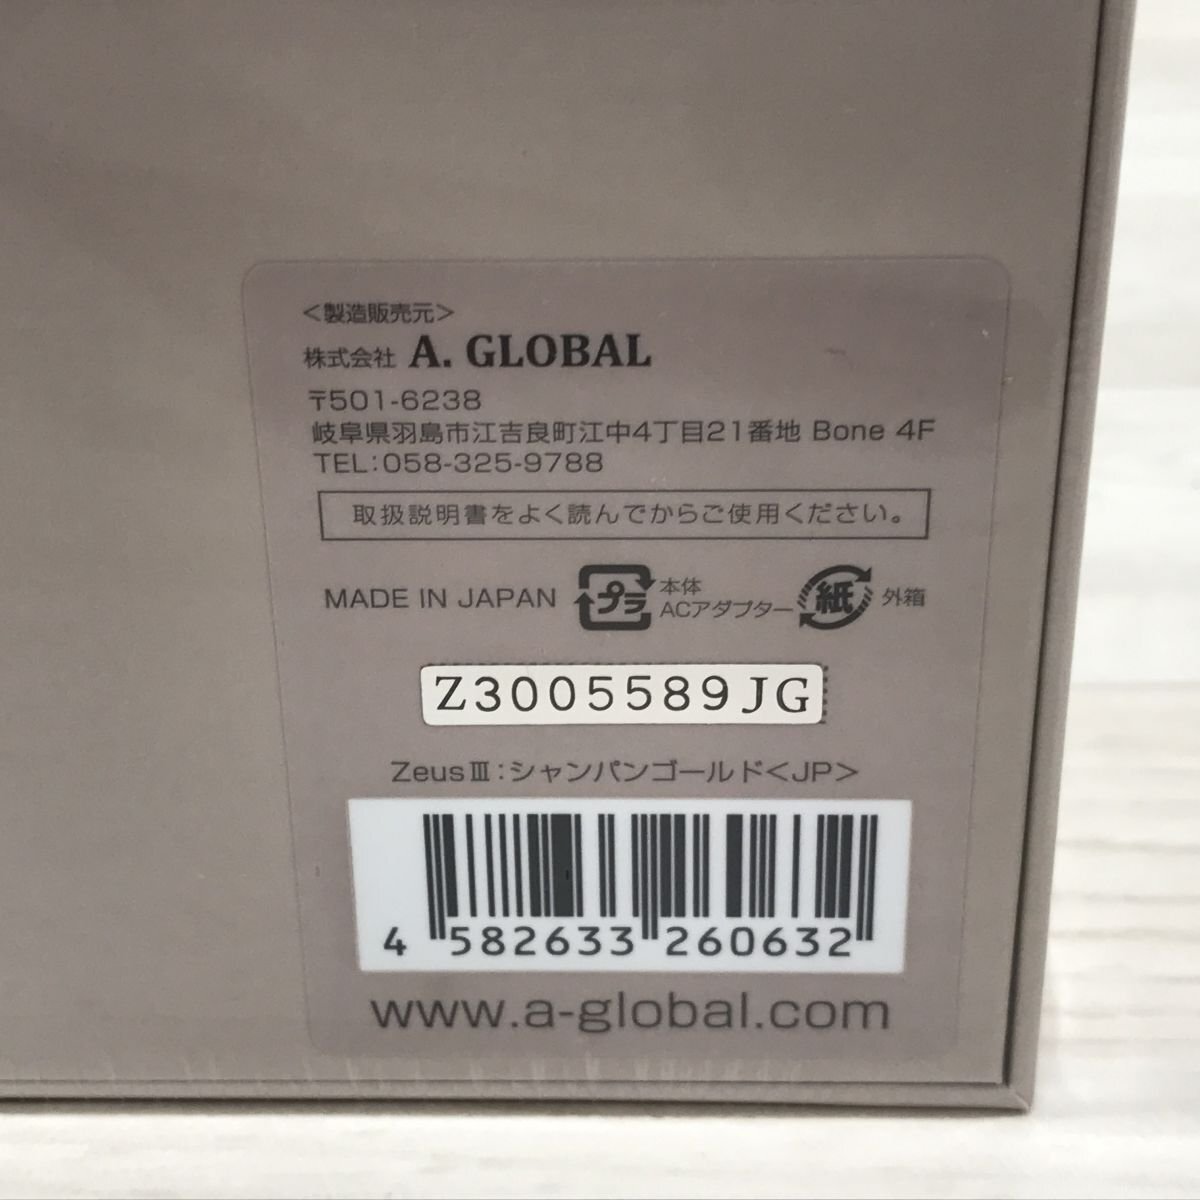 <製造販売元>
株式会社 A. GLOBAL
〒501-6238
岐阜県羽島市江吉良町江中4丁目21番地 Bone 4F
TEL:058-325-9788
取扱説明書をよく読んでからご使用ください。
MADE IN JAPAN プラ 本体 ACアダプター 紙 外箱
Z3005589JG
ZeusⅢ:シャンパンゴールド<JP>
4 582633 260632
www.a-global.com